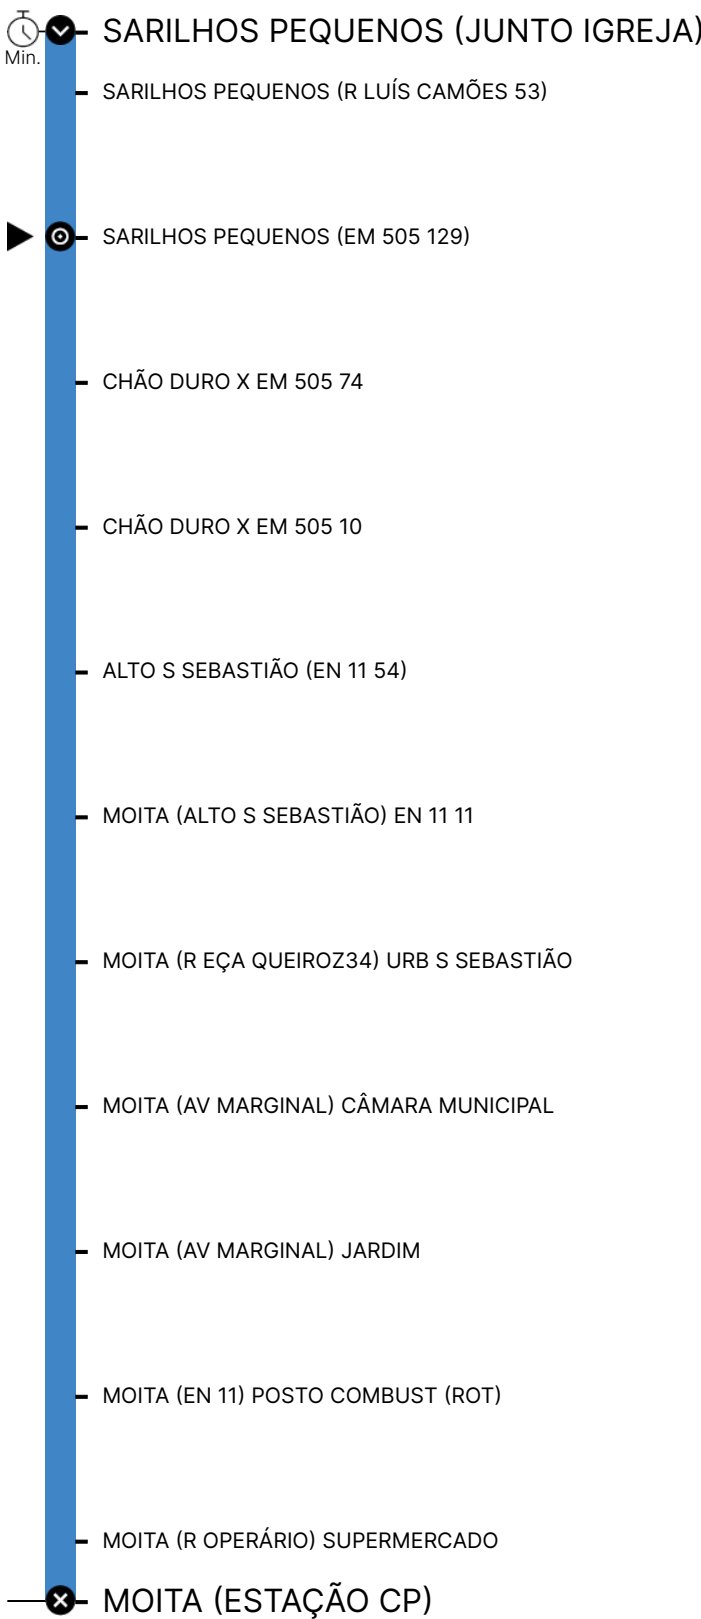 SARILHOS PEQUENOS (JUNTO IGREJA)
Min.
SARILHOS PEQUENOS (R LUÍS CAMÕES 53)
SARILHOS PEQUENOS (EM 505 129)
CHÃO DURO X EM 505 74
CHÃO DURO X EM 505 10
ALTO S SEBASTIÃO (EN 11 54)
MOITA (ALTO S SEBASTIÃO) EN 11 11
MOITA (R EÇA QUEIROZ34) URB S SEBASTIÃO
MOITA (AV MARGINAL) CÂMARA MUNICIPAL
MOITA (AV MARGINAL) JARDIM
MOITA (EN 11) POSTO COMBUST (ROT)
MOITA (R OPERÁRIO) SUPERMERCADO
MOITA (ESTAÇÃO CP)